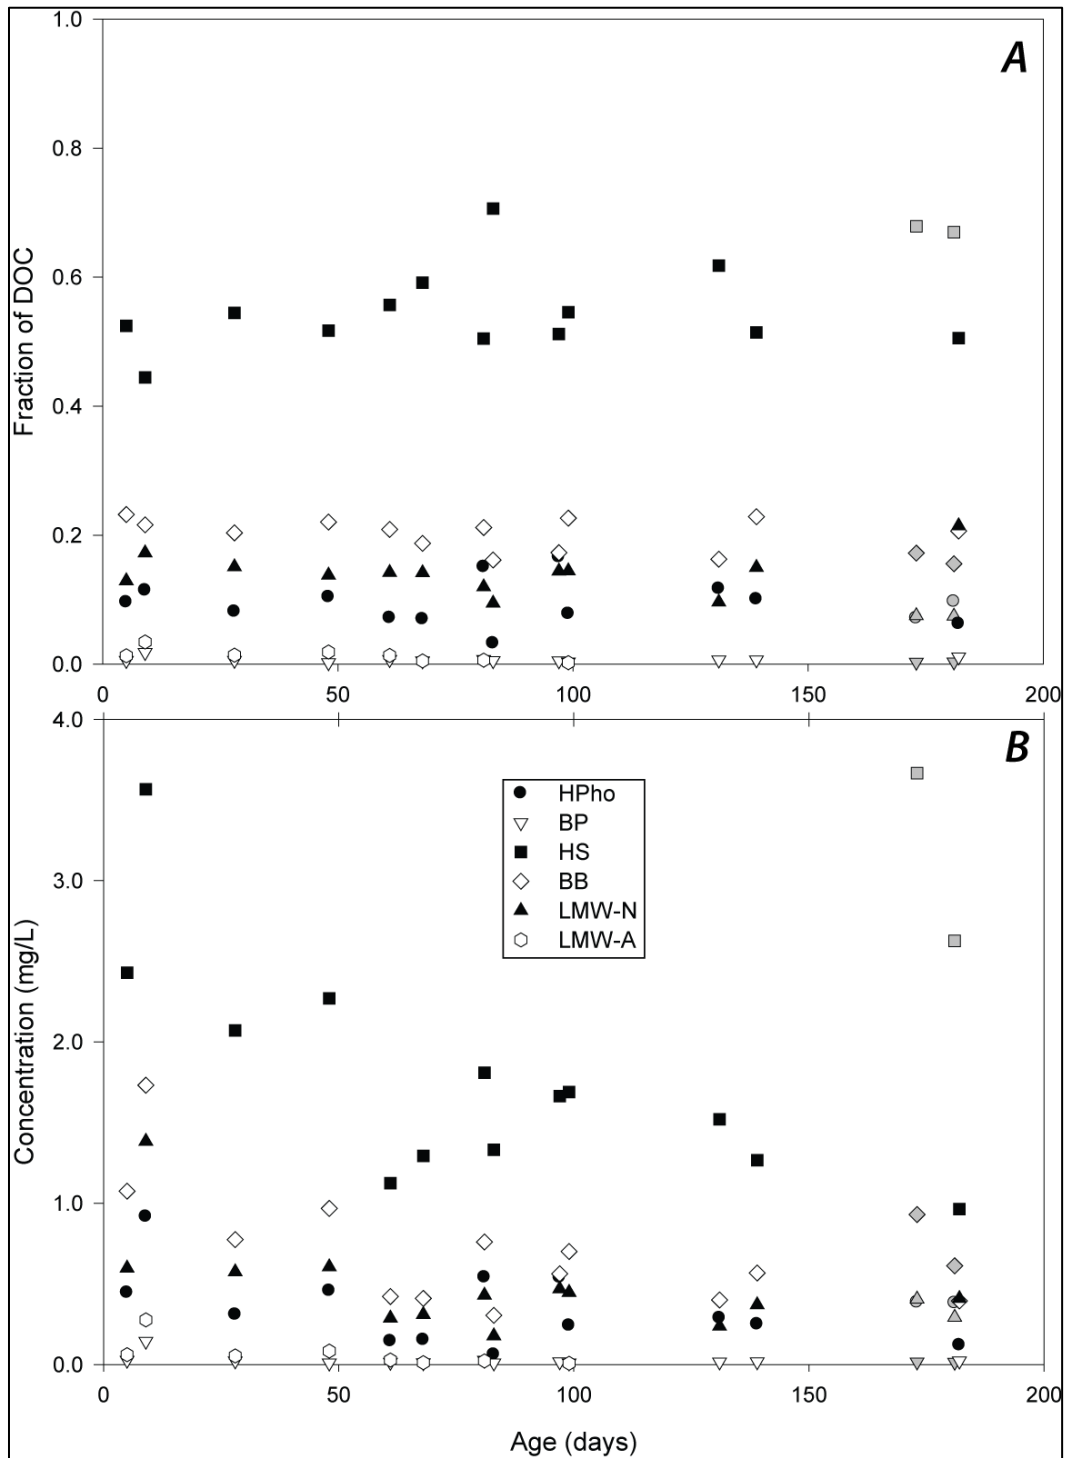 A
1.0
0.8
0.6
0.4
0.2
0.0
Fraction of DOC
0 50 100 150 200
B
4.0
3.0
2.0
1.0
0.0
Concentration (mg/L)
HPho
BP
HS
BB
LMW-N
LMW-A
0 50 100 150 200
Age (days)